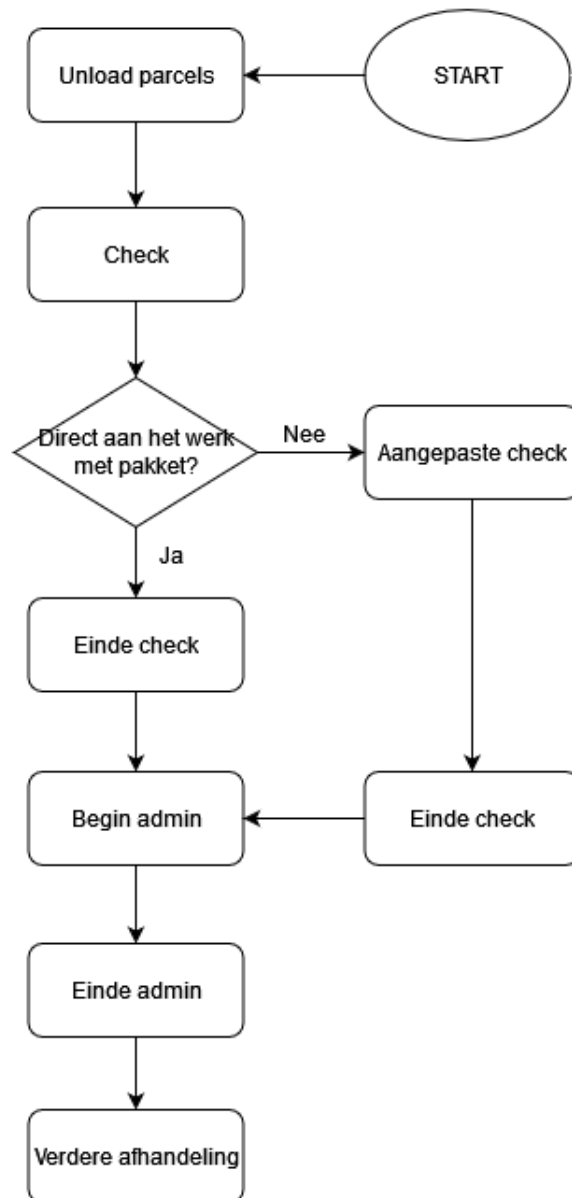 START
Unload parcels
Check
Direct aan het werk
met pakket?
Nee
Aangepaste check
Ja
Einde check
Begin admin
Einde check
Einde admin
Verdere afhandeling